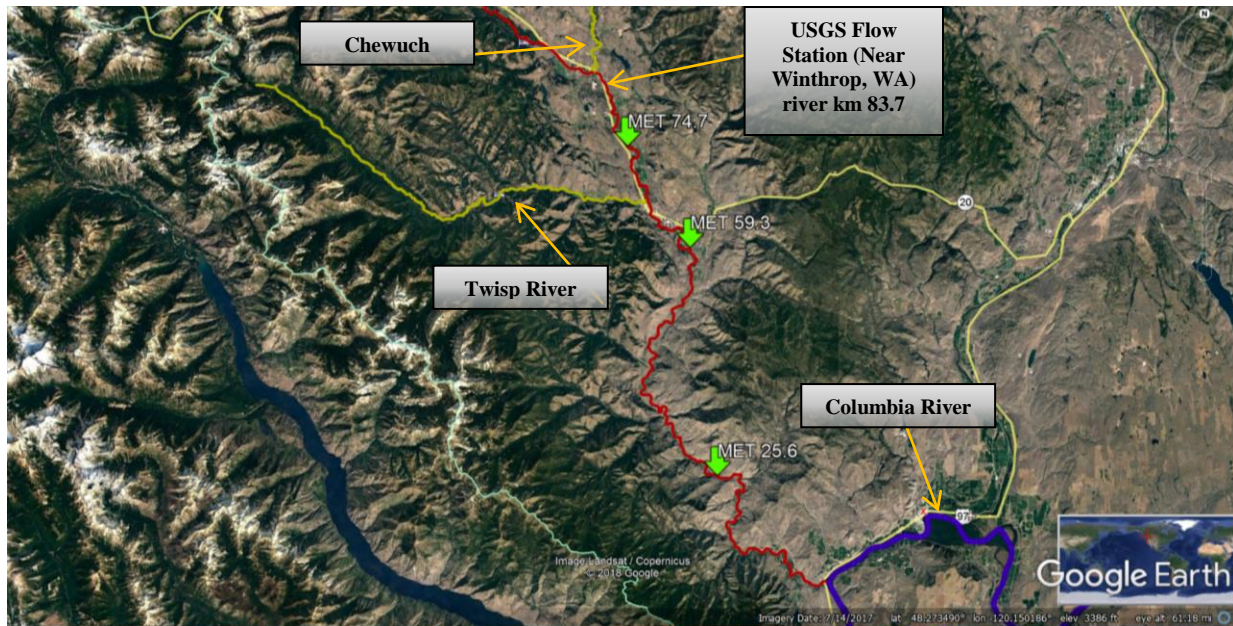 Chewuch
USGS Flow
Station (Near
Winthrop, WA)
river km 83.7
N
MET 74.7
20
MET 59.3
Twisp River
Columbia River
MET 25.6
97
Image Landsat / Copernicus
© 2018 Google
Google Earth
Imagery Date: 7/14/2017 lat 48.273490° lon 120.150186° elev 3386 ft eye alt 61.18 mi